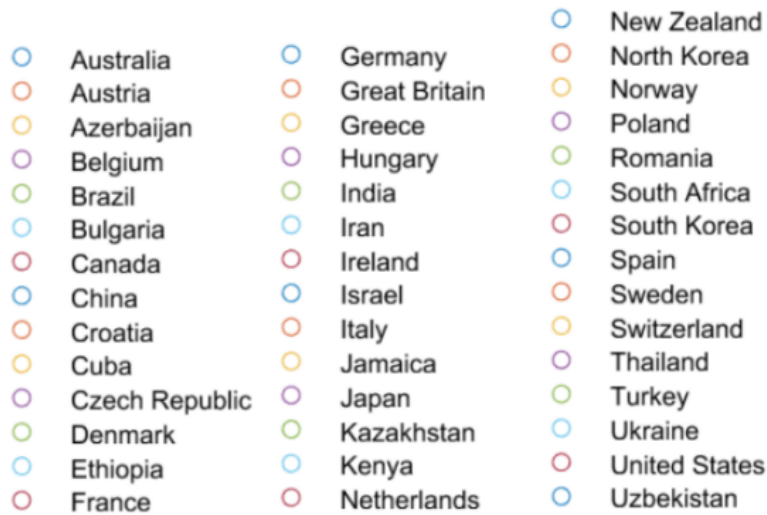 Australia
Austria
Azerbaijan
Belgium
Brazil
Bulgaria
Canada
China
Croatia
Cuba
Czech Republic
Denmark
Ethiopia
France
Germany
Great Britain
Greece
Hungary
India
Iran
Ireland
Israel
Italy
Jamaica
Japan
Kazakhstan
Kenya
Netherlands
New Zealand
North Korea
Norway
Poland
Romania
South Africa
South Korea
Spain
Sweden
Switzerland
Thailand
Turkey
Ukraine
United States
Uzbekistan